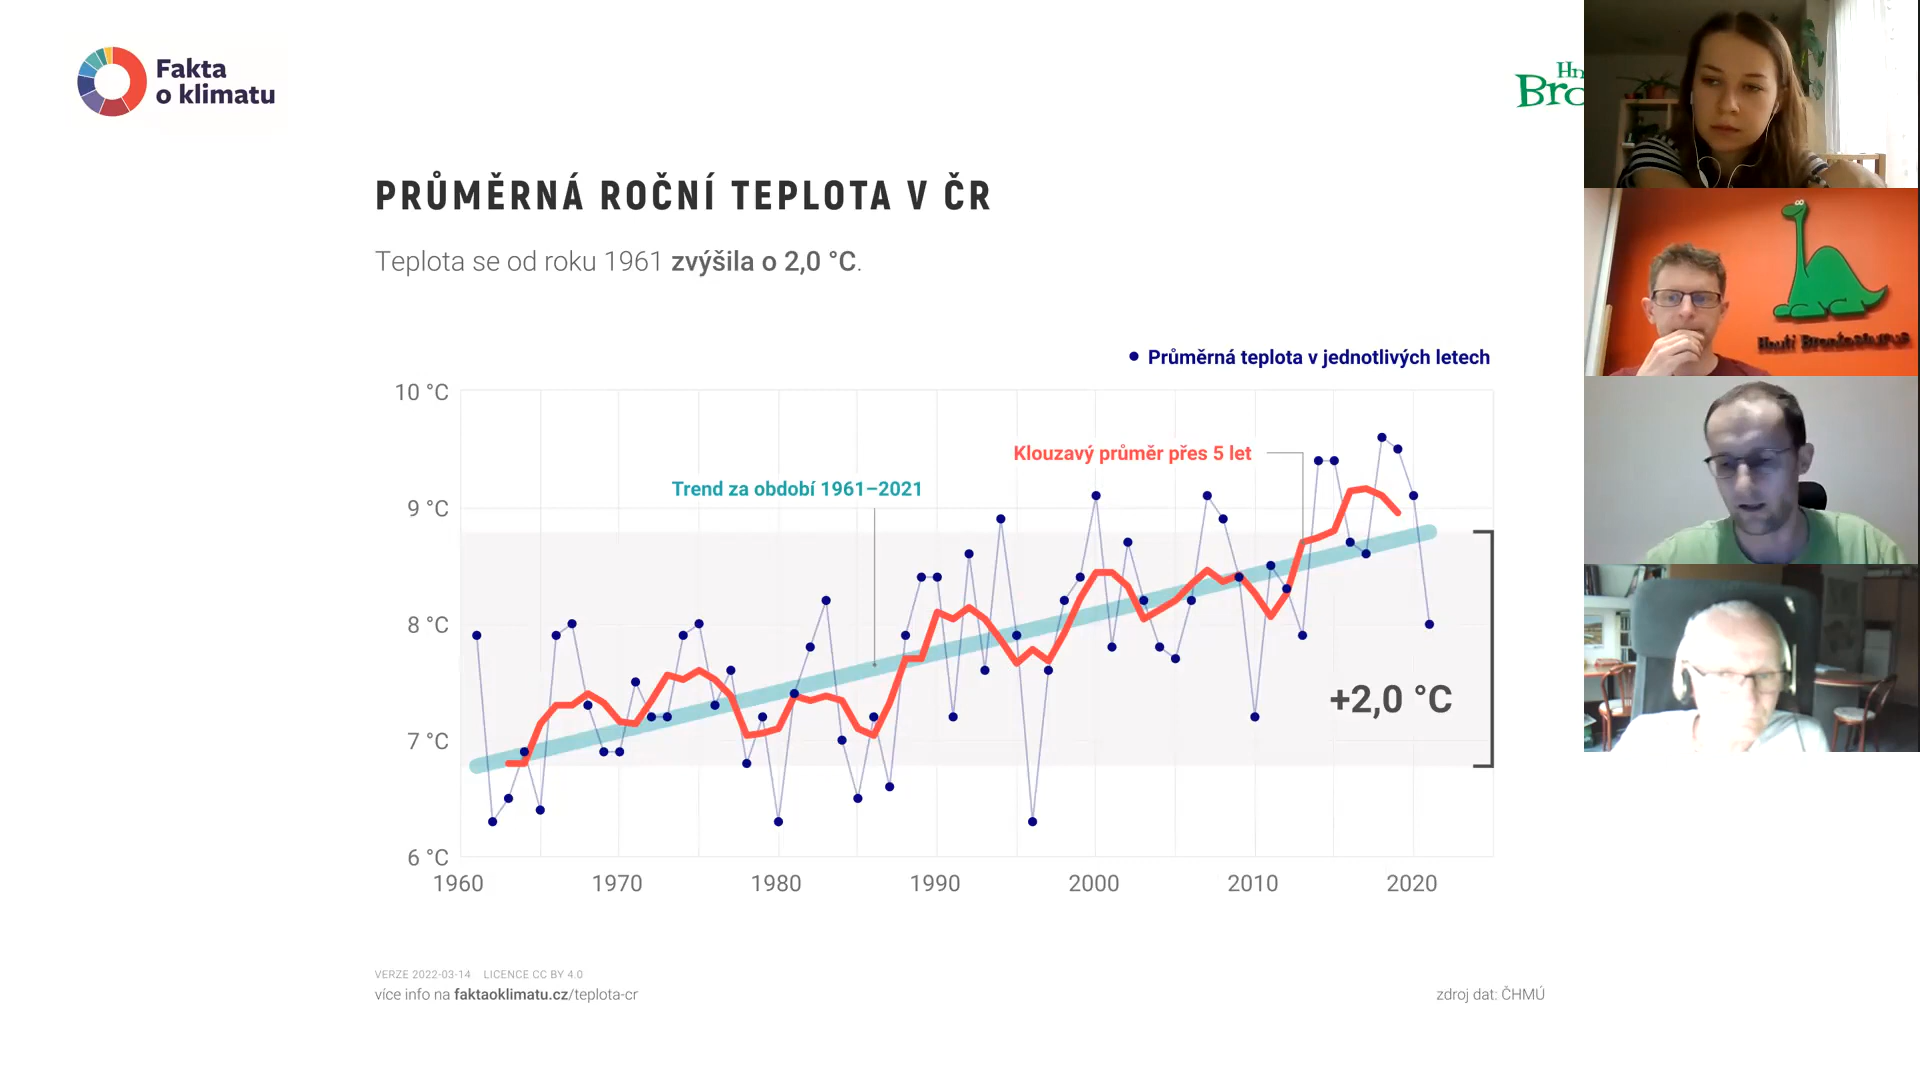 Fakta
o klimatu
PRŮMĚRNÁ ROČNÍ TEPLOTA V ČR
Teplota se od roku 1961 zvýšila o 2,0 °C.
Průměrná teplota v jednotlivých letech
10 °C
Klouzavý průměr přes 5 let
Trend za období 1961–2021
9 °C
8 °C
+2,0 °C
7 °C
6 °C
1960 1970 1980 1990 2000 2010 2020
VERZE 2022-03-14 LICENCE CC BY 4.0
více info na faktaoklimatu.cz/teplota-cr
zdroj dat: ČHMÚ
Hnutí Brontosaurus